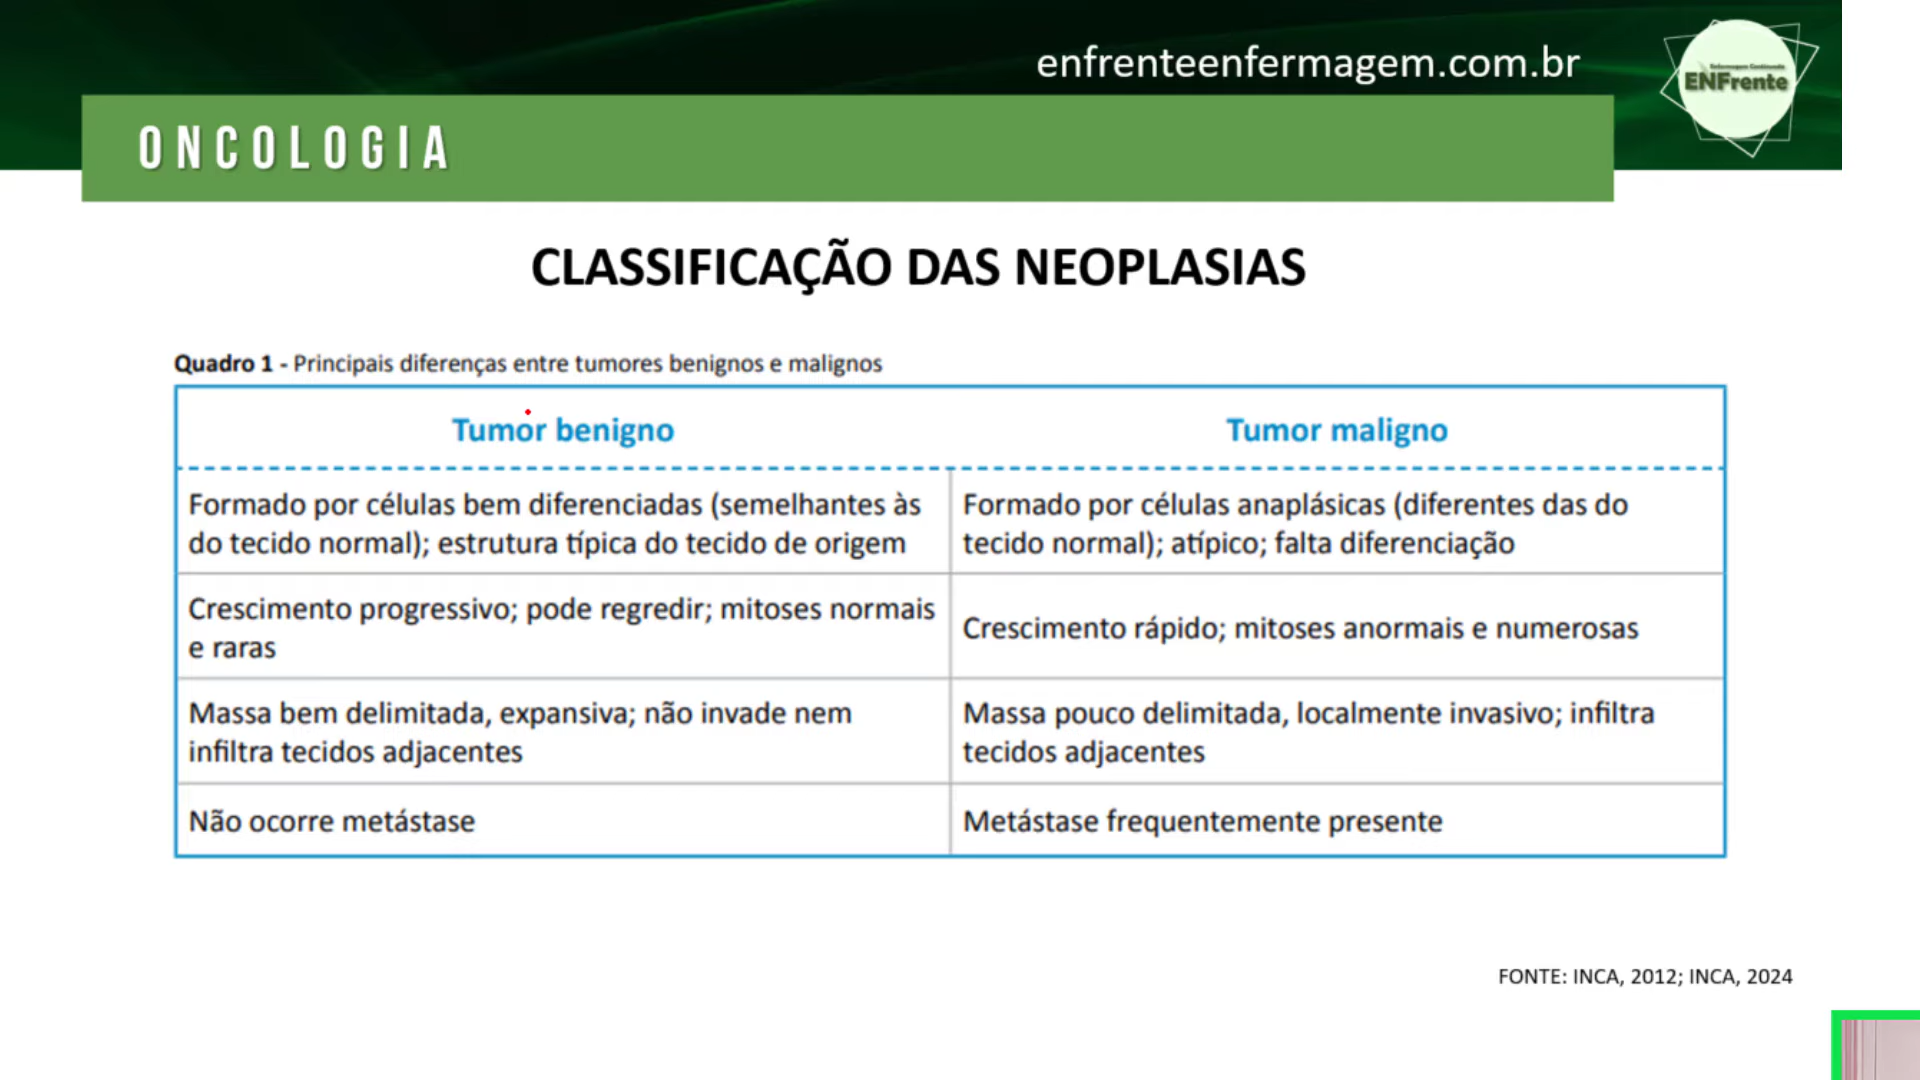 enfrenteenfermagem.com.br
ENFrente
ONCOLOGIA
CLASSIFICAÇÃO DAS NEOPLASIAS
Quadro 1 - Principais diferenças entre tumores benignos e malignos
Tumor benigno
Tumor maligno
Formado por células bem diferenciadas (semelhantes às
do tecido normal); estrutura típica do tecido de origem
Formado por células anaplásicas (diferentes das do
tecido normal); atípico; falta diferenciação
Crescimento progressivo; pode regredir; mitoses normais
e raras
Crescimento rápido; mitoses anormais e numerosas
Massa bem delimitada, expansiva; não invade nem
infiltra tecidos adjacentes
Massa pouco delimitada, localmente invasivo; infiltra
tecidos adjacentes
Não ocorre metástase
Metástase frequentemente presente
FONTE: INCA, 2012; INCA, 2024